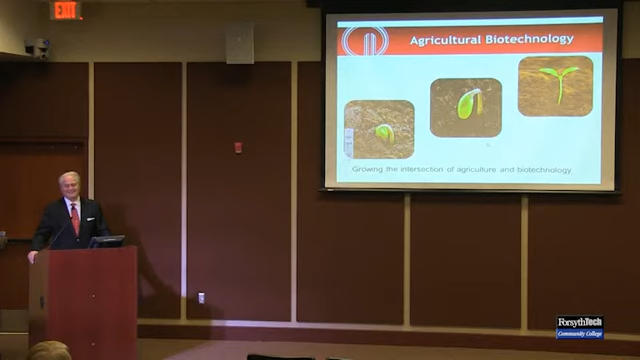 EXIT
Agricultural Biotechnology
Growing the intersection of agriculture and biotechnology
ForsythTech
Community College